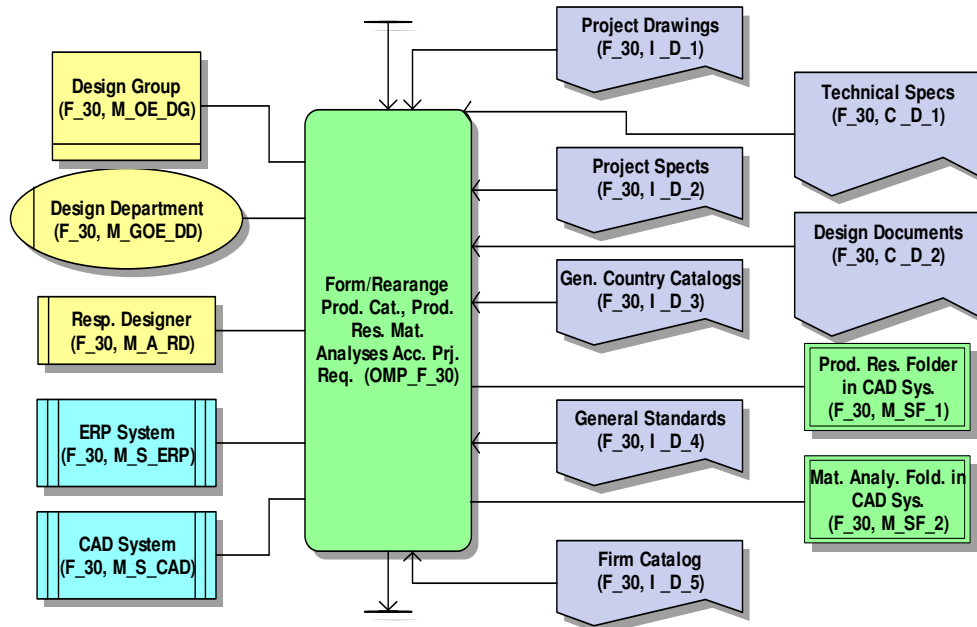 Design Group
(F_30, M_OE_DG)
Design Department
(F_30, M_GOE_DD)
Resp. Designer
(F_30, M_A_RD)
ERP System
(F_30, M_S_ERP)
CAD System
(F_30, M_S_CAD)
Form/Rearange
Prod. Cat., Prod.
Res. Mat.
Analyses Acc. Prj.
Req. (OMP_F_30)
Project Drawings
(F_30, I _D_1)
Project Spects
(F_30, I _D_2)
Gen. Country Catalogs
(F_30, I _D_3)
General Standards
(F_30, I _D_4)
Firm Catalog
(F_30, I _D_5)
Technical Specs
(F_30, C _D_1)
Design Documents
(F_30, C _D_2)
Prod. Res. Folder
in CAD Sys.
(F_30, M_SF_1)
Mat. Analy. Fold. in
CAD Sys.
(F_30, M_SF_2)